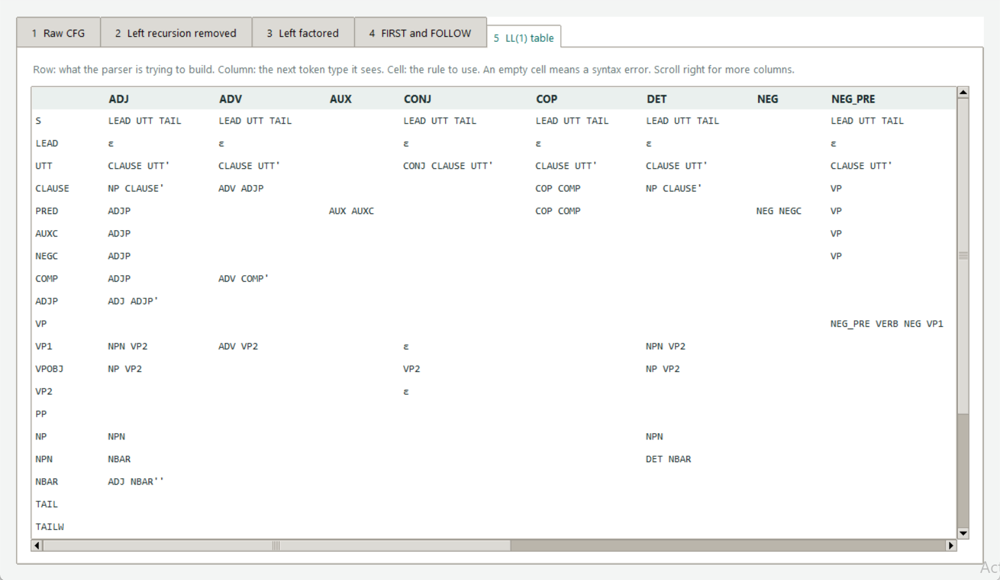 1 Raw CFG 2 Left recursion removed 3 Left factored 4 FIRST and FOLLOW 5 LL(1) table
Row: what the parser is trying to build. Column: the next token type it sees. Cell: the rule to use. An empty cell means a syntax error. Scroll right for more columns.
ADJ ADV AUX CONJ COP DET NEG NEG_PRE
S LEAD UTT TAIL LEAD UTT TAIL LEAD UTT TAIL LEAD UTT TAIL LEAD UTT TAIL LEAD UTT TAIL
LEAD ε ε ε ε ε ε
UTT CLAUSE UTT' CLAUSE UTT' CONJ CLAUSE UTT' CLAUSE UTT' CLAUSE UTT' CLAUSE UTT'
CLAUSE NP CLAUSE' ADV ADJP COP COMP NP CLAUSE' VP
PRED ADJP AUX AUXC COP COMP NEG NEGC VP
AUXC ADJP VP
NEGC ADJP VP
COMP ADJP ADV COMP'
ADJP ADJ ADJP'
VP NEG_PRE VERB NEG VP1
VP1 NPN VP2 ADV VP2 ε NPN VP2
VPOBJ NP VP2 VP2 NP VP2
VP2 ε
PP
NP NPN NPN
NPN NBAR DET NBAR
NBAR ADJ NBAR''
TAIL
TAILW